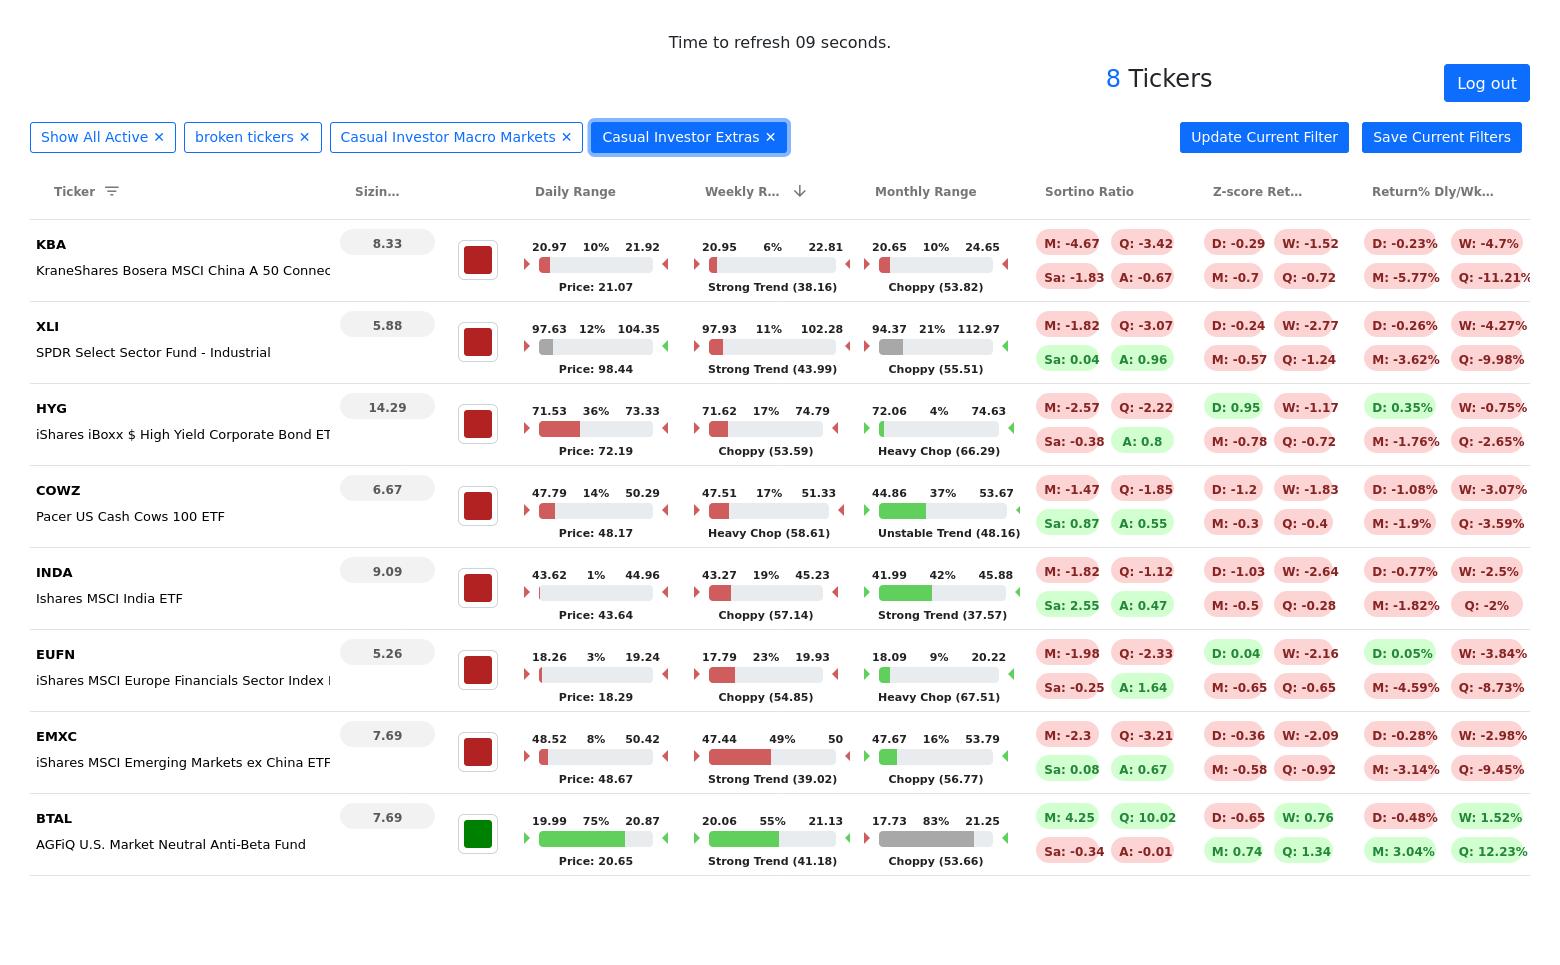 Time to refresh 09 seconds.
8 Tickers
Log out
Show All Active ✕ broken tickers ✕ Casual Investor Macro Markets ✕ Casual Investor Extras ✕ Update Current Filter Save Current Filters
Ticker Sizin... Daily Range Weekly R... Monthly Range Sortino Ratio Z-score Ret... Return% Dly/Wk...
KBA 8.33 20.97 10% 21.92 20.95 6% 22.81 20.65 10% 24.65 M: -4.67 Q: -3.42 D: -0.29 W: -1.52 D: -0.23% W: -4.7%
KraneShares Bosera MSCI China A 50 Connec Sa: -1.83 A: -0.67 M: -0.7 Q: -0.72 M: -5.77% Q: -11.21%
Price: 21.07 Strong Trend (38.16) Choppy (53.82)
XLI 5.88 97.63 12% 104.35 97.93 11% 102.28 94.37 21% 112.97 M: -1.82 Q: -3.07 D: -0.24 W: -2.77 D: -0.26% W: -4.27%
SPDR Select Sector Fund - Industrial Sa: 0.04 A: 0.96 M: -0.57 Q: -1.24 M: -3.62% Q: -9.98%
Price: 98.44 Strong Trend (43.99) Choppy (55.51)
HYG 14.29 71.53 36% 73.33 71.62 17% 74.79 72.06 4% 74.63 M: -2.57 Q: -2.22 D: 0.95 W: -1.17 D: 0.35% W: -0.75%
iShares iBoxx $ High Yield Corporate Bond ET Sa: -0.38 A: 0.8 M: -0.78 Q: -0.72 M: -1.76% Q: -2.65%
Price: 72.19 Choppy (53.59) Heavy Chop (66.29)
COWZ 6.67 47.79 14% 50.29 47.51 17% 51.33 44.86 37% 53.67 M: -1.47 Q: -1.85 D: -1.2 W: -1.83 D: -1.08% W: -3.07%
Pacer US Cash Cows 100 ETF Sa: 0.87 A: 0.55 M: -0.3 Q: -0.4 M: -1.9% Q: -3.59%
Price: 48.17 Heavy Chop (58.61) Unstable Trend (48.16)
INDA 9.09 43.62 1% 44.96 43.27 19% 45.23 41.99 42% 45.88 M: -1.82 Q: -1.12 D: -1.03 W: -2.64 D: -0.77% W: -2.5%
Ishares MSCI India ETF Sa: 2.55 A: 0.47 M: -0.5 Q: -0.28 M: -1.82% Q: -2%
Price: 43.64 Choppy (57.14) Strong Trend (37.57)
EUFN 5.26 18.26 3% 19.24 17.79 23% 19.93 18.09 9% 20.22 M: -1.98 Q: -2.33 D: 0.04 W: -2.16 D: 0.05% W: -3.84%
iShares MSCI Europe Financials Sector Index Sa: -0.25 A: 1.64 M: -0.65 Q: -0.65 M: -4.59% Q: -8.73%
Price: 18.29 Choppy (54.85) Heavy Chop (67.51)
EMXC 7.69 48.52 8% 50.42 47.44 49% 50 47.67 16% 53.79 M: -2.3 Q: -3.21 D: -0.36 W: -2.09 D: -0.28% W: -2.98%
iShares MSCI Emerging Markets ex China ETF Sa: 0.08 A: 0.67 M: -0.58 Q: -0.92 M: -3.14% Q: -9.45%
Price: 48.67 Strong Trend (39.02) Choppy (56.77)
BTAL 7.69 19.99 75% 20.87 20.06 55% 21.13 17.73 83% 21.25 M: 4.25 Q: 10.02 D: -0.65 W: 0.76 D: -0.48% W: 1.52%
AGFiQ U.S. Market Neutral Anti-Beta Fund Sa: -0.34 A: -0.01 M: 0.74 Q: 1.34 M: 3.04% Q: 12.23%
Price: 20.65 Strong Trend (41.18) Choppy (53.66)